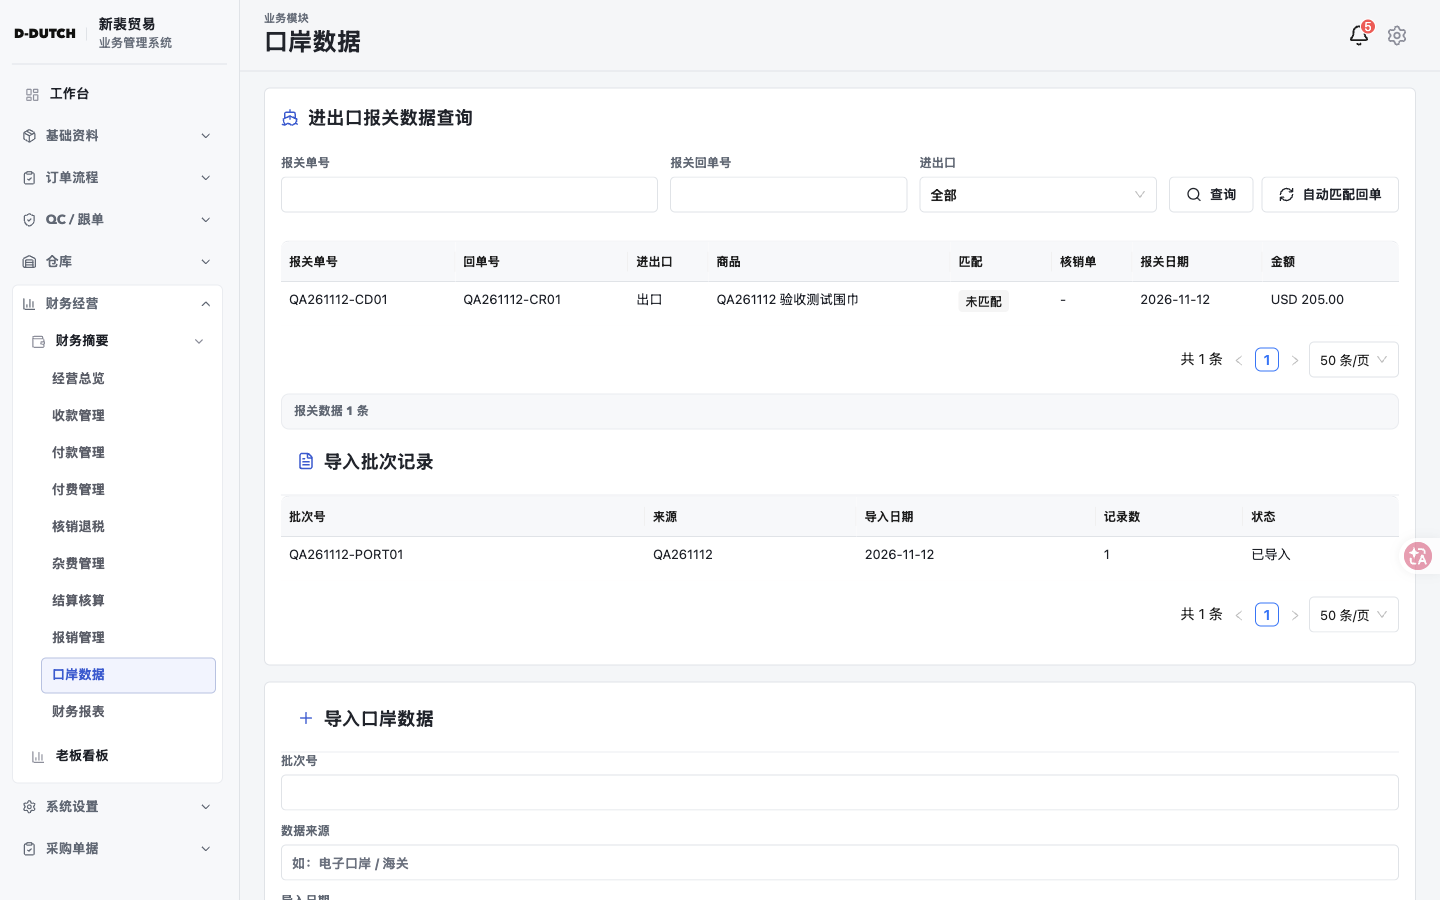 D-DUTCH
新裴贸易
业务管理系统
工作台
基础资料
订单流程
QC / 跟单
仓库
财务经营
财务摘要
经营总览
收款管理
付款管理
付费管理
核销退税
杂费管理
结算核算
报销管理
口岸数据
财务报表
老板看板
系统设置
采购单据
业务模块
口岸数据
5
进出口报关数据查询
报关单号
报关回单号
进出口
全部
查询
自动匹配回单
报关单号 回单号 进出口 商品 匹配 核销单 报关日期 金额
QA261112-CD01 QA261112-CR01 出口 QA261112 验收测试围巾 未匹配 - 2026-11-12 USD 205.00
共 1 条 1 50 条/页
报关数据 1 条
导入批次记录
批次号 来源 导入日期 记录数 状态
QA261112-PORT01 QA261112 2026-11-12 1 已导入
共 1 条 1 50 条/页
导入口岸数据
批次号
数据来源
如：电子口岸 / 海关
导入日期